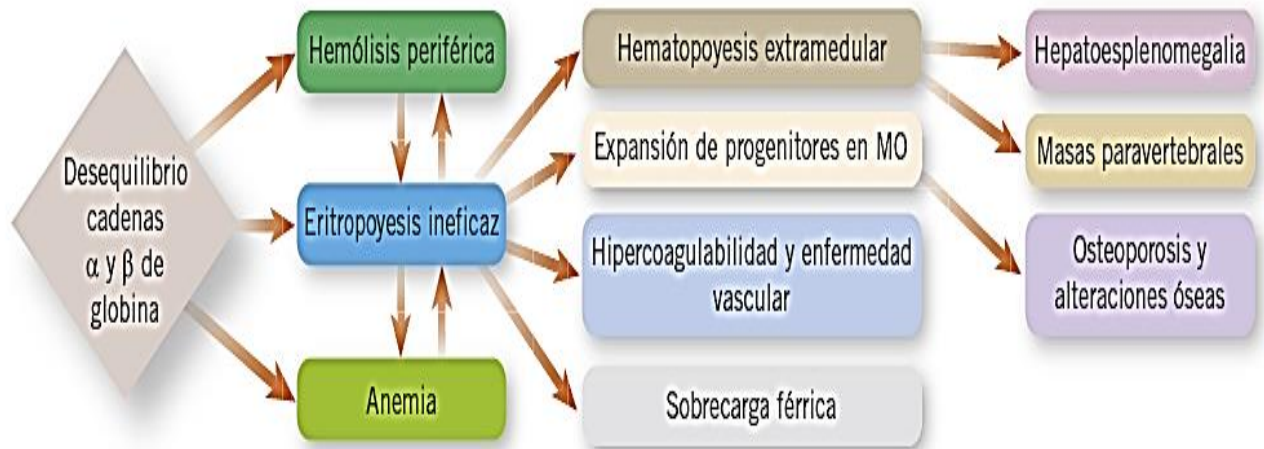 Desequilibrio
cadenas
α y β de
globina
Hemólisis periférica
Eritropoyesis ineficaz
Anemia
Hematopoyesis extramedular
Expansión de progenitores en MO
Hipercoagulabilidad y enfermedad
vascular
Sobrecarga férrica
Hepatoesplenomegalia
Masas paravertebrales
Osteoporosis y
alteraciones óseas